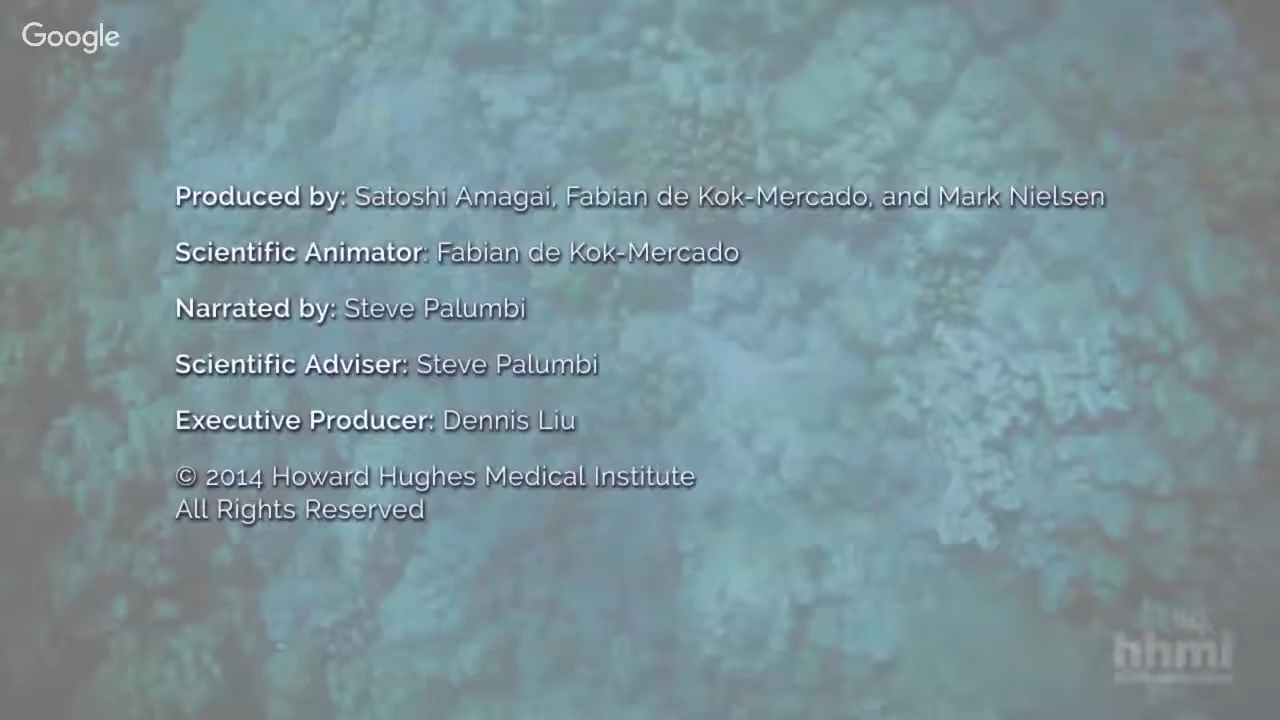 Google
Produced by: Satoshi Amagai, Fabian de Kok-Mercado, and Mark Nielsen
Scientific Animator: Fabian de Kok-Mercado
Narrated by: Steve Palumbi
Scientific Adviser: Steve Palumbi
Executive Producer: Dennis Liu
© 2014 Howard Hughes Medical Institute
All Rights Reserved
hhmi